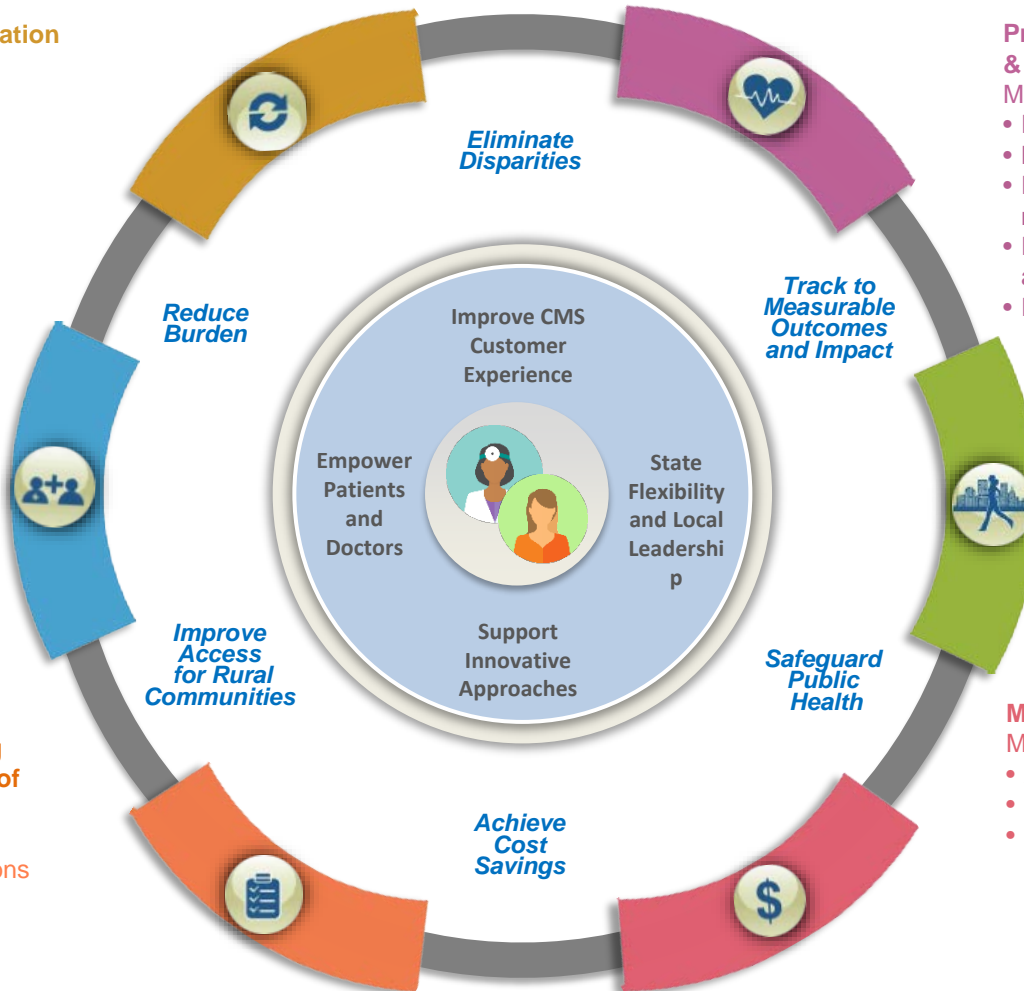 ation
Pr
&
M
Eliminate
Disparities
Reduce
Burden
Track to
Measurable
Outcomes
and Impact
Improve CMS
Customer
Experience
Empower
Patients
and
Doctors
State
Flexibility
and Local
Leadershi
p
Support
Innovative
Approaches
Improve
Access
for Rural
Communities
Safeguard
Public
Health
of
ons
Achieve
Cost
Savings
$
M
M